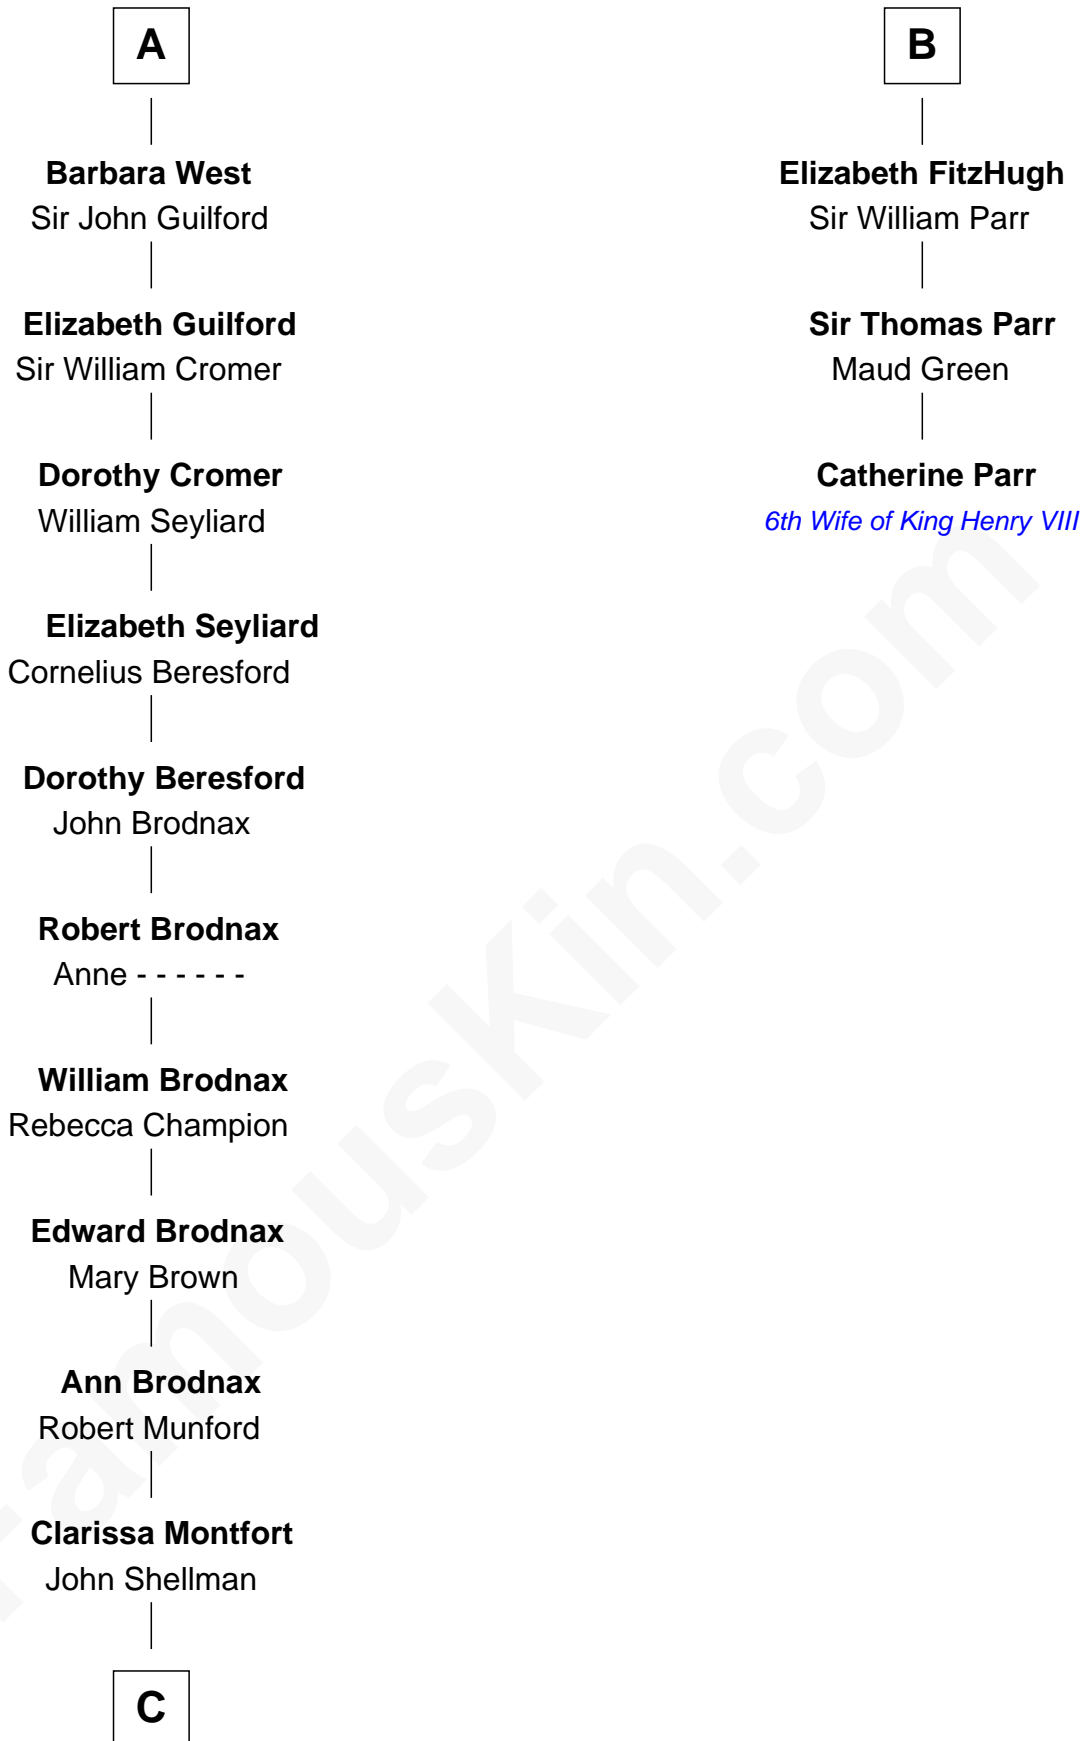 A
Barbara West
Sir John Guilford
Elizabeth Guilford
Sir William Cromer
Dorothy Cromer
William Seyliard
Elizabeth Seyliard
Cornelius Beresford
Dorothy Beresford
John Brodnax
Robert Brodnax
Anne - - - - - -
William Brodnax
Rebecca Champion
Edward Brodnax
Mary Brown
Ann Brodnax
Robert Munford
Clarissa Montfort
John Shellman
C
B
Elizabeth FitzHugh
Sir William Parr
Sir Thomas Parr
Maud Green
Catherine Parr
6th Wife of King Henry VIII
FamousKin.com